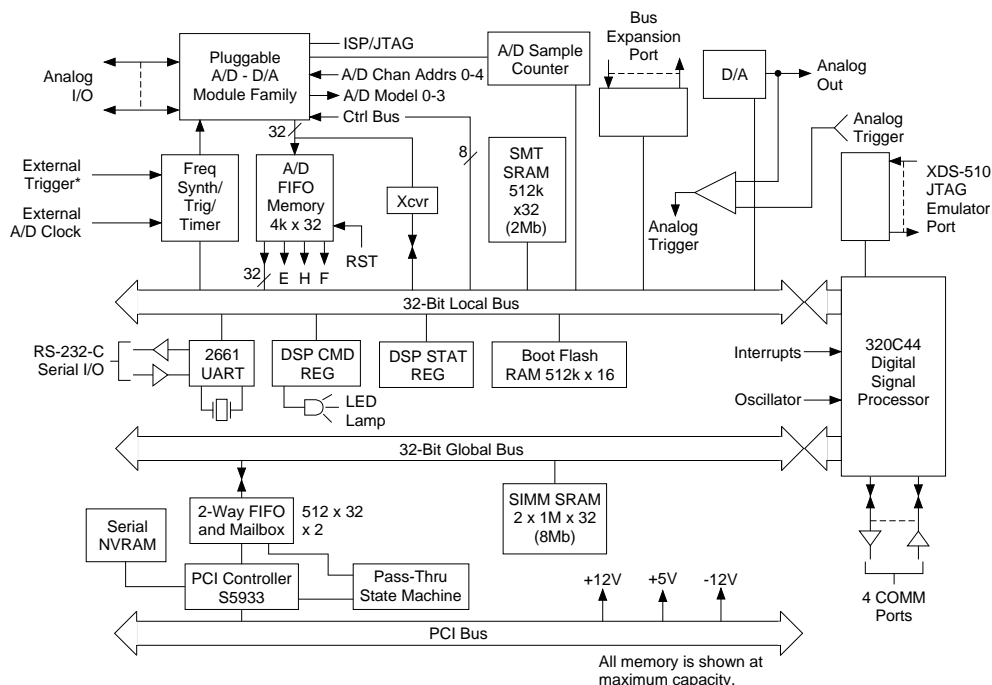 Pluggable
A/D - D/A
Module Family
ISP/JTAG
A/D Chan Addrs 0-4
A/D Model 0-3
Ctrl Bus
A/D Sample
Counter
Bus
Expansion
Port
D/A
Analog
Out
Analog
I/O
Analog
Trigger
External
Trigger*
External
A/D Clock
Freq
Synth/
Trig/
Timer
32
A/D
FIFO
Memory
4k x 32
Xcvr
8
SMT
SRAM
512k
x32
(2Mb)
Analog
Trigger
XDS-510
JTAG
Emulator
Port
32
E H F
RST
32-Bit Local Bus
RS-232-C
Serial I/O
2661
UART
DSP CMD
REG
DSP STAT
REG
Boot Flash
RAM 512k x 16
LED
Lamp
Interrupts
Oscillator
320C44
Digital
Signal
Processor
32-Bit Global Bus
Serial
NVRAM
2-Way FIFO
and Mailbox
512 x 32
x 2
SIMM SRAM
2 x 1M x 32
(8Mb)
PCI Controller
S5933
Pass-Thru
State Machine
+12V
+5V
-12V
4 COMM
Ports
PCI Bus
All memory is shown at
maximum capacity.